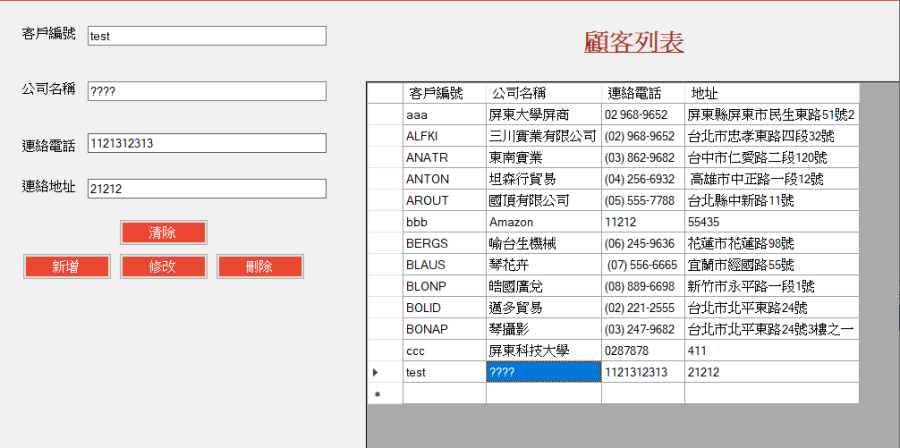 客戶編號 test
公司名稱 ????
連絡電話 1121312313
連絡地址 21212
清除
新增 修改 刪除
顧客列表
客戶編號 公司名稱 連絡電話 地址
aaa 屏東大學屏商 02 968-9652 屏東縣屏東市民生東路51號2
ALFKI 三川實業有限公司 (02) 968-9652 台北市忠孝東路四段32號
ANATR 東南實業 (03) 862-9682 台中市仁愛路二段120號
ANTON 坦森行貿易 (04) 256-6932 高雄市中正路一段12號
AROUT 國頂有限公司 (05) 555-7788 台北縣中新路11號
bbb Amazon 11212 55435
BERGS 喻台生機械 (06) 245-9636 花蓮市花蓮路98號
BLAUS 琴花卉 (07) 556-6665 宜蘭市經國路55號
BLONP 皓國廣兌 (08) 889-6698 新竹市永平路一段1號
BOLID 邁多貿易 (02) 221-2555 台北市北平東路24號
BONAP 琴攝影 (03) 247-9682 台北市北平東路24號3樓之一
ccc 屏東科技大學 0287878 411
test ???? 1121312313 21212